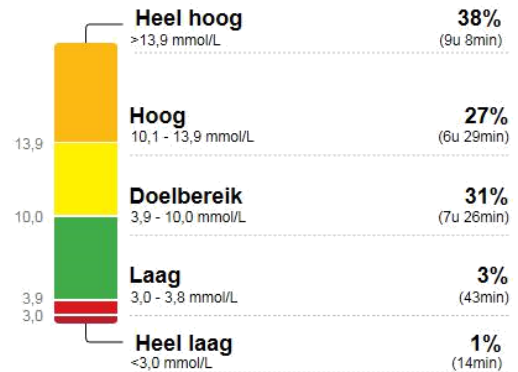 Heel hoog 38%
>13,9 mmol/L (9u 8min)
Hoog 27%
10,1 - 13,9 mmol/L (6u 29min)
13,9
Doelbereik 31%
3,9 - 10,0 mmol/L (7u 26min)
10,0
Laag 3%
3,0 - 3,8 mmol/L (43min)
3,9
3,0
Heel laag 1%
<3,0 mmol/L (14min)